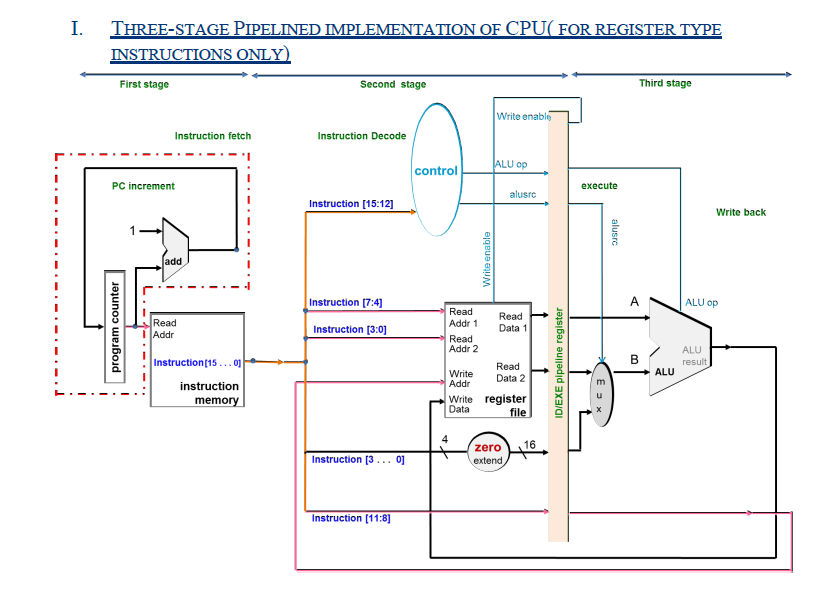 I. THREE-STAGE PIPELINED IMPLEMENTATION OF CPU( FOR REGISTER TYPE
INSTRUCTIONS ONLY)
First stage
Second stage
Third stage
Instruction fetch
Instruction Decode
Write enable
control
ALU op
alusrc
execute
PC increment
Instruction [15:12]
Write back
1
add
alusrc
Write enable
program counter
Read
Addr
Instruction[15 . . . 0]
instruction
memory
Instruction [7:4]
Instruction [3:0]
Read
Addr 1
Read
Addr 2
Write
Addr
Write
Data
Read
Data 1
Read
Data 2
register
file
ID/EXE pipeline register
A
B
ALU op
ALU
result
ALU
m
u
x
4
zero
extend
16
Instruction [3 . . . 0]
Instruction [11:8]